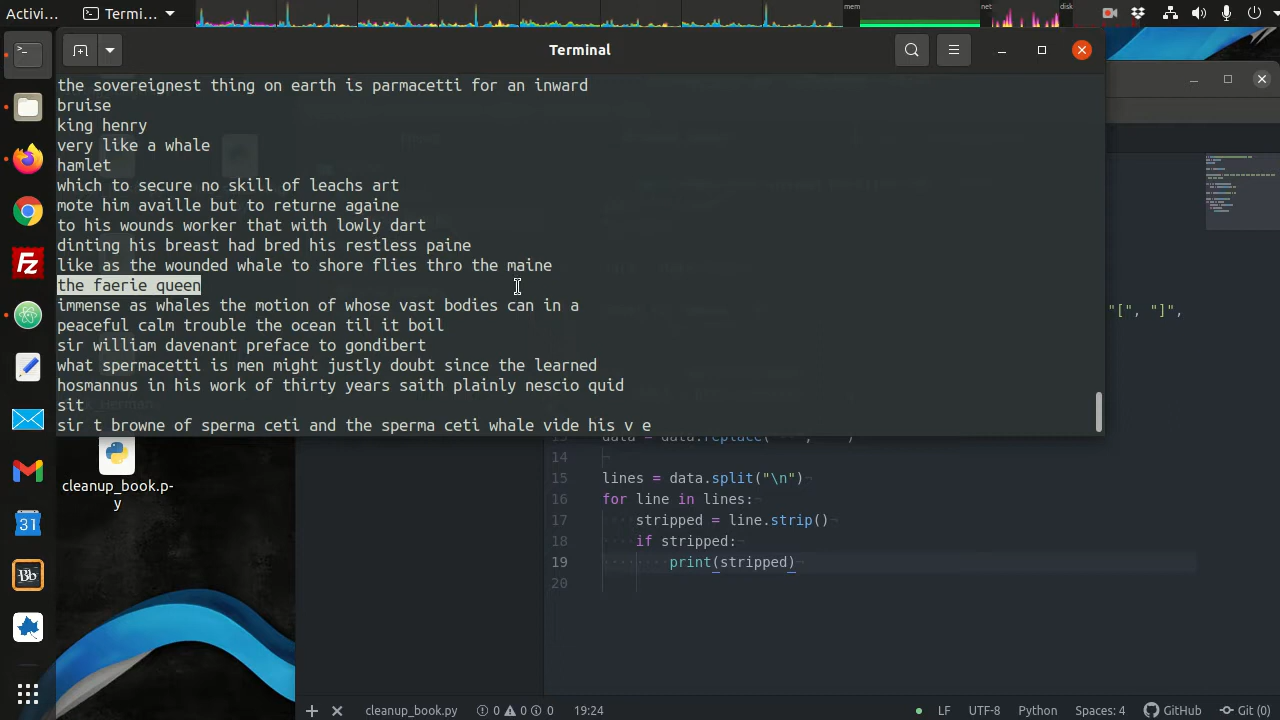 Activi...
Termi...
mem
net
disk
Terminal
the sovereignest thing on earth is parmacetti for an inward
bruise
king henry
very like a whale
hamlet
which to secure no skill of leachs art
mote him availle but to returne againe
to his wounds worker that with lowly dart
dinting his breast had bred his restless paine
like as the wounded whale to shore flies thro the maine
the faerie queen
immense as whales the motion of whose vast bodies can in a
peaceful calm trouble the ocean til it boil
sir william davenant preface to gondibert
what spermacetti is men might justly doubt since the learned
hosmannus in his work of thirty years saith plainly nescio quid
sit
sir t browne of sperma ceti and the sperma ceti whale vide his v e
"[", "]",
14
15 lines = data.split("\n")
16 for line in lines:
17 stripped = line.strip()
18 if stripped:
19 print(stripped)
20
cleanup_book.p-
y
31
Bb
cleanup_book.py 0 0 0 19:24
LF UTF-8 Python Spaces: 4 GitHub Git (0)